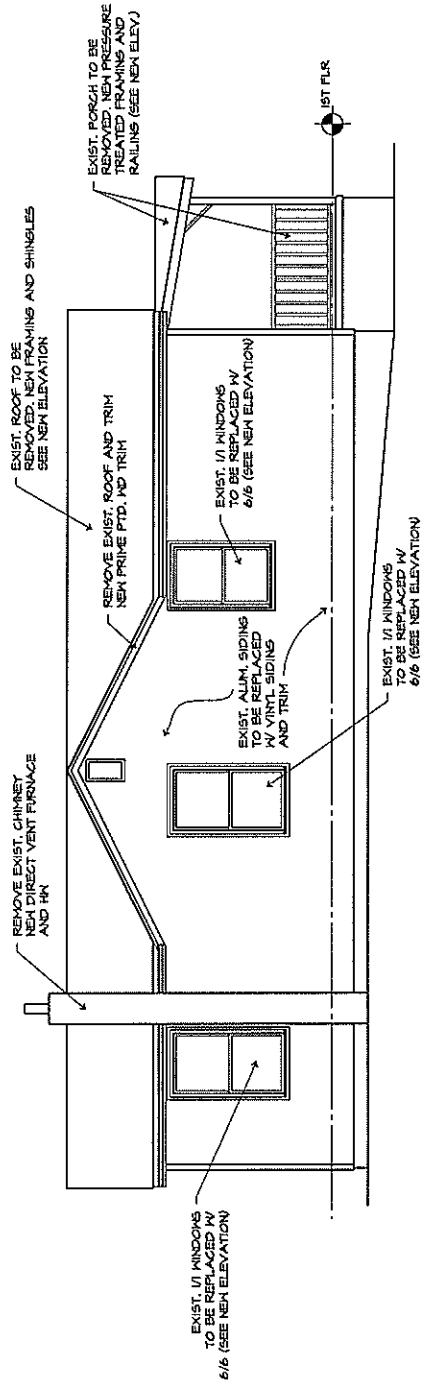 REMOVE EXIST. CHIMNEY
NEW DIRECT VENT FURNACE
AND HW
EXIST. ROOF TO BE
REMOVED. NEW FRAMING AND SHINGLES
SEE NEW ELEVATION
REMOVE EXIST. ROOF AND TRIM
NEW PRIME PTD. WD TRIM
EXIST. PORCH TO BE
REMOVED. NEW PRESSURE
TREATED FRAMING AND
RAILING (SEE NEW ELEV.)
EXIST. 1/1 WINDOWS
TO BE REPLACED W/
6/6 (SEE NEW ELEVATION)
EXIST. ALUM. SIDING
TO BE REPLACED
W/ VINYL SIDING
AND TRIM
EXIST. 1/1 WINDOWS
TO BE REPLACED W/
6/6 (SEE NEW ELEVATION)
1ST FLR
EXIST. 1/1 WINDOWS
TO BE REPLACED W/
6/6 (SEE NEW ELEVATION)